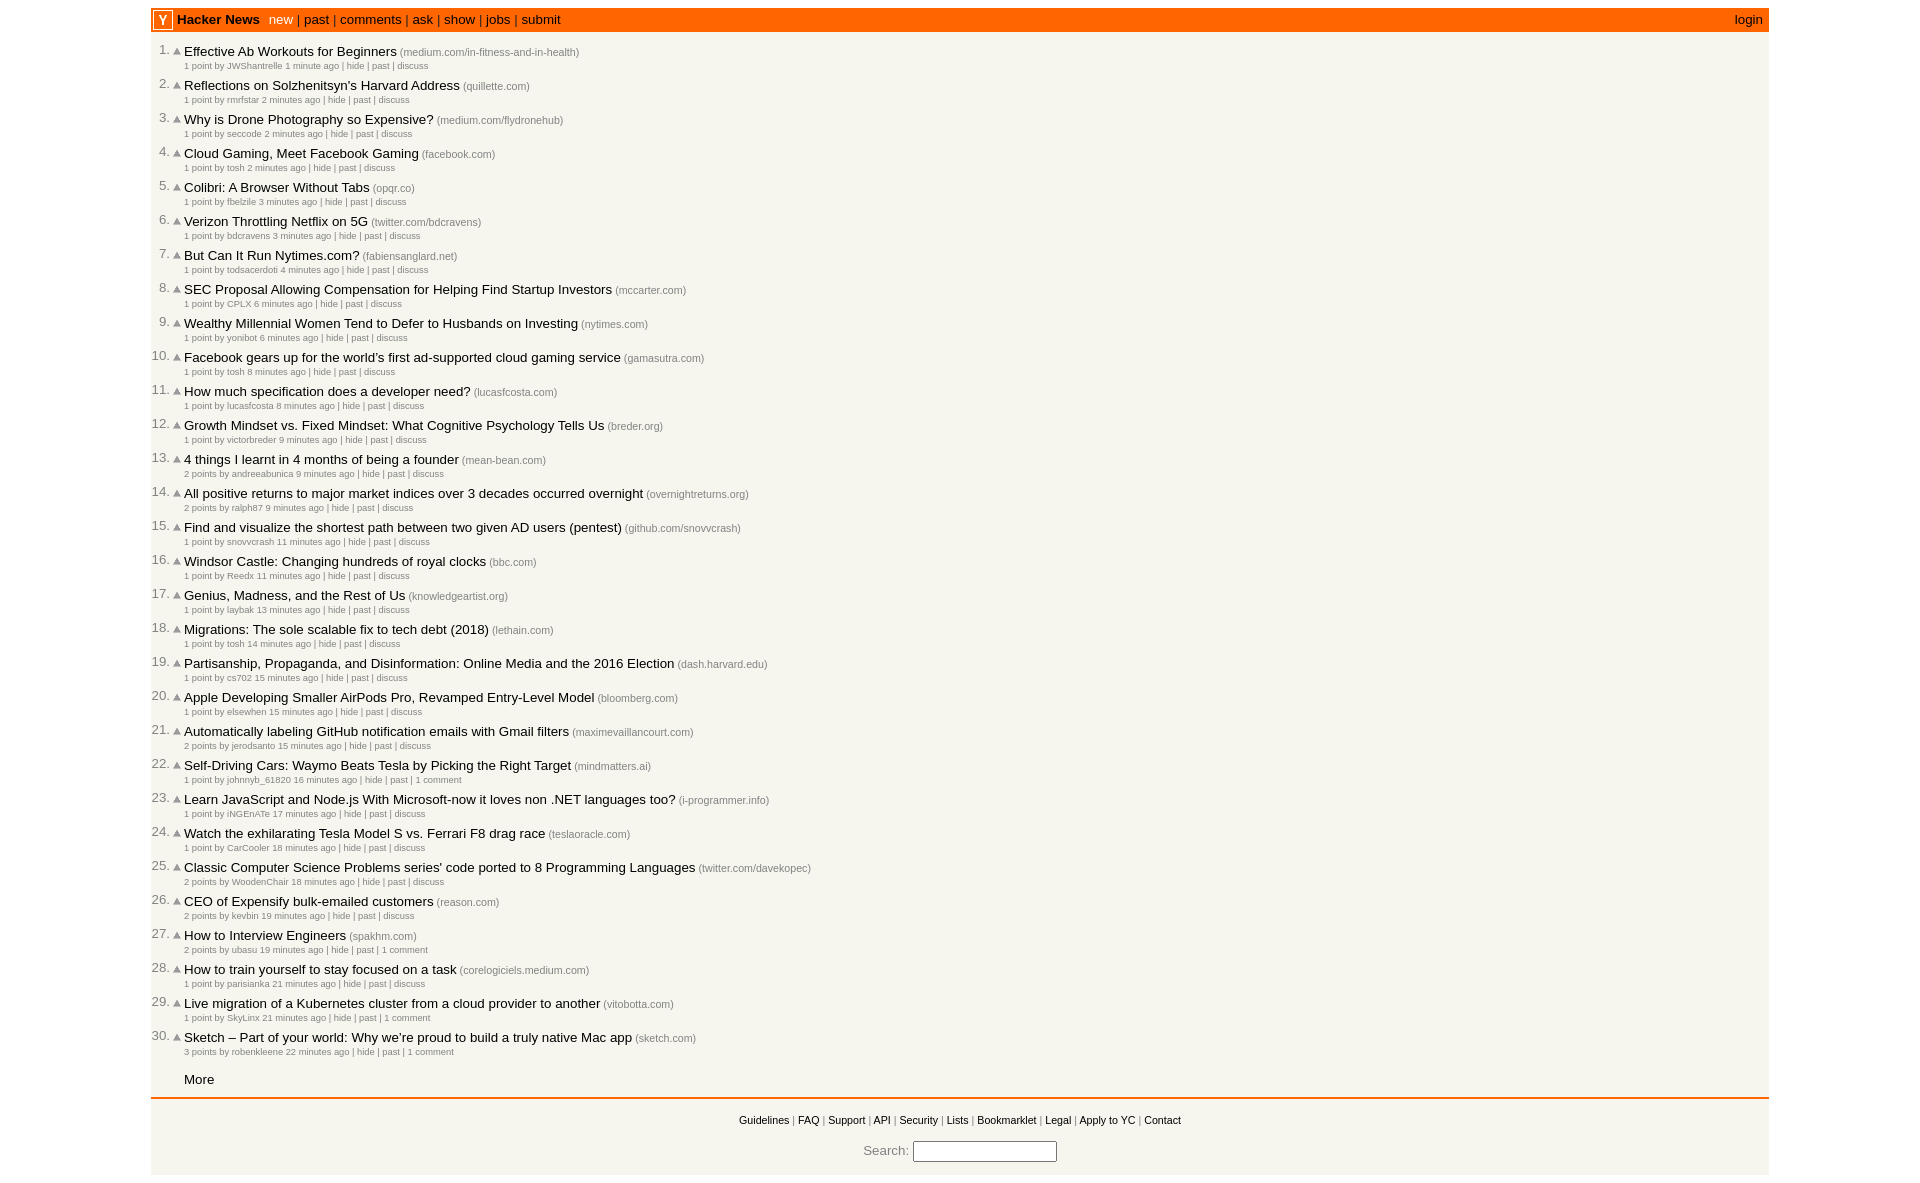 Y Hacker News new | past | comments | ask | show | jobs | submit login
1. Effective Ab Workouts for Beginners (medium.com/in-fitness-and-in-health)
1 point by JWShantrelle 1 minute ago | hide | past | discuss
2. Reflections on Solzhenitsyn's Harvard Address (quillette.com)
1 point by rmrfstar 2 minutes ago | hide | past | discuss
3. Why is Drone Photography so Expensive? (medium.com/flydronehub)
1 point by seccode 2 minutes ago | hide | past | discuss
4. Cloud Gaming, Meet Facebook Gaming (facebook.com)
1 point by tosh 2 minutes ago | hide | past | discuss
5. Colibri: A Browser Without Tabs (opqr.co)
1 point by fbelzile 3 minutes ago | hide | past | discuss
6. Verizon Throttling Netflix on 5G (twitter.com/bdcravens)
1 point by bdcravens 3 minutes ago | hide | past | discuss
7. But Can It Run Nytimes.com? (fabiensanglard.net)
1 point by todsacerdoti 4 minutes ago | hide | past | discuss
8. SEC Proposal Allowing Compensation for Helping Find Startup Investors (mccarter.com)
1 point by CPLX 6 minutes ago | hide | past | discuss
9. Wealthy Millennial Women Tend to Defer to Husbands on Investing (nytimes.com)
1 point by yonibot 6 minutes ago | hide | past | discuss
10. Facebook gears up for the world’s first ad-supported cloud gaming service (gamasutra.com)
1 point by tosh 8 minutes ago | hide | past | discuss
11. How much specification does a developer need? (lucasfcosta.com)
1 point by lucasfcosta 8 minutes ago | hide | past | discuss
12. Growth Mindset vs. Fixed Mindset: What Cognitive Psychology Tells Us (breder.org)
1 point by victorbreder 9 minutes ago | hide | past | discuss
13. 4 things I learnt in 4 months of being a founder (mean-bean.com)
2 points by andreeabunica 9 minutes ago | hide | past | discuss
14. All positive returns to major market indices over 3 decades occurred overnight (overnightreturns.org)
2 points by ralph87 9 minutes ago | hide | past | discuss
15. Find and visualize the shortest path between two given AD users (pentest) (github.com/snovvcrash)
1 point by snovvcrash 11 minutes ago | hide | past | discuss
16. Windsor Castle: Changing hundreds of royal clocks (bbc.com)
1 point by Reedx 11 minutes ago | hide | past | discuss
17. Genius, Madness, and the Rest of Us (knowledgeartist.org)
1 point by laybak 13 minutes ago | hide | past | discuss
18. Migrations: The sole scalable fix to tech debt (2018) (lethain.com)
1 point by tosh 14 minutes ago | hide | past | discuss
19. Partisanship, Propaganda, and Disinformation: Online Media and the 2016 Election (dash.harvard.edu)
1 point by cs702 15 minutes ago | hide | past | discuss
20. Apple Developing Smaller AirPods Pro, Revamped Entry-Level Model (bloomberg.com)
1 point by elsewhen 15 minutes ago | hide | past | discuss
21. Automatically labeling GitHub notification emails with Gmail filters (maximevaillancourt.com)
2 points by jerodsanto 15 minutes ago | hide | past | discuss
22. Self-Driving Cars: Waymo Beats Tesla by Picking the Right Target (mindmatters.ai)
1 point by johnnyb_61820 16 minutes ago | hide | past | 1 comment
23. Learn JavaScript and Node.js With Microsoft-now it loves non .NET languages too? (i-programmer.info)
1 point by iNGEnATe 17 minutes ago | hide | past | discuss
24. Watch the exhilarating Tesla Model S vs. Ferrari F8 drag race (teslaoracle.com)
1 point by CarCooler 18 minutes ago | hide | past | discuss
25. Classic Computer Science Problems series' code ported to 8 Programming Languages (twitter.com/davekopec)
2 points by WoodenChair 18 minutes ago | hide | past | discuss
26. CEO of Expensify bulk-emailed customers (reason.com)
2 points by kevbin 19 minutes ago | hide | past | discuss
27. How to Interview Engineers (spakhm.com)
2 points by ubasu 19 minutes ago | hide | past | 1 comment
28. How to train yourself to stay focused on a task (corelogiciels.medium.com)
1 point by parisianka 21 minutes ago | hide | past | discuss
29. Live migration of a Kubernetes cluster from a cloud provider to another (vitobotta.com)
1 point by SkyLinx 21 minutes ago | hide | past | 1 comment
30. Sketch – Part of your world: Why we’re proud to build a truly native Mac app (sketch.com)
3 points by robenkleene 22 minutes ago | hide | past | 1 comment
More
Guidelines | FAQ | Support | API | Security | Lists | Bookmarklet | Legal | Apply to YC | Contact
Search: